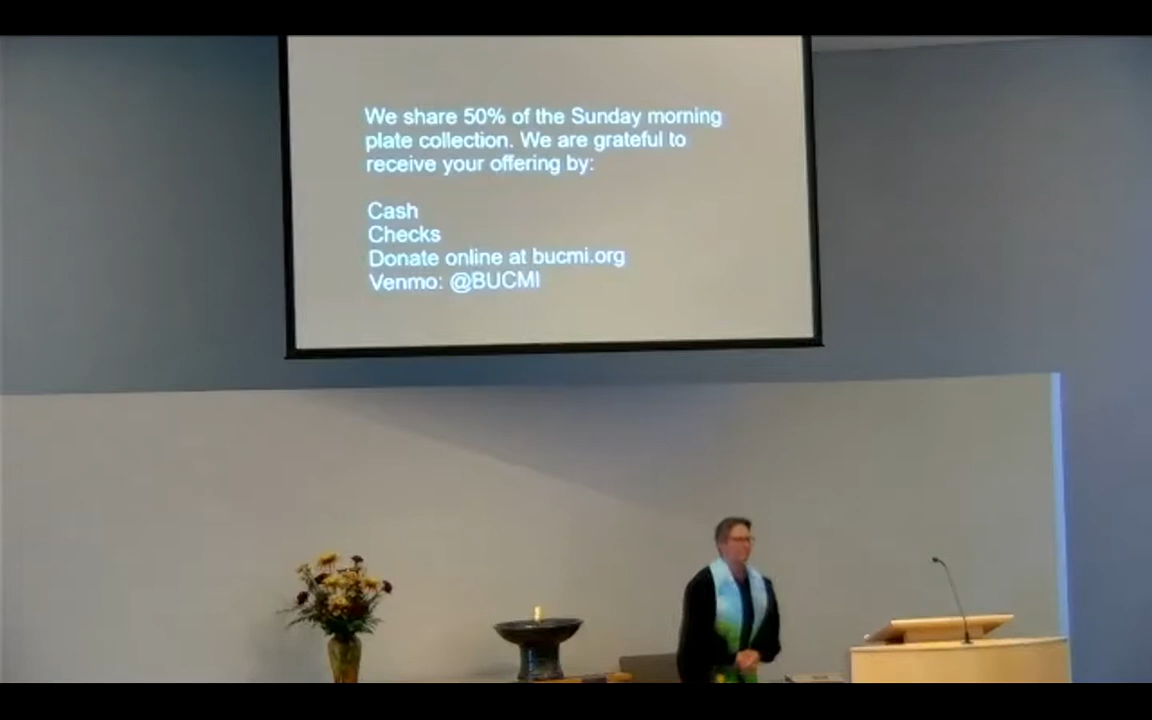 We share 50% of the Sunday morning
plate collection. We are grateful to
receive your offering by:
Cash
Checks
Donate online at bucmi.org
Venmo: @BUCMI